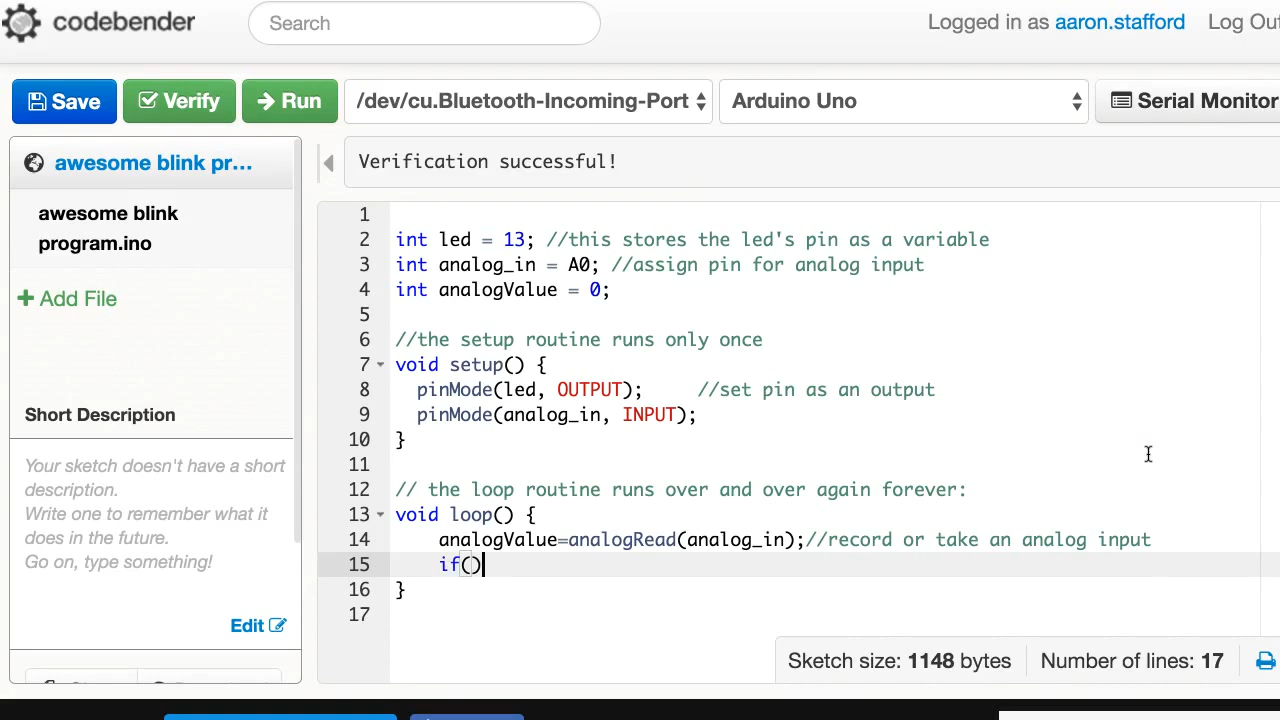 codebender
Search
Logged in as aaron.stafford Log Out
Save
Verify
Run
/dev/cu.Bluetooth-Incoming-Port
Arduino Uno
Serial Monitor
awesome blink pr...
awesome blink
program.ino
Add File
Short Description
Your sketch doesn't have a short
description.
Write one to remember what it
does in the future.
Go on, type something!
Edit
Verification successful!
1
2 int led = 13; //this stores the led's pin as a variable
3 int analog_in = A0; //assign pin for analog input
4 int analogValue = 0;
5
6 //the setup routine runs only once
7 void setup() {
8 pinMode(led, OUTPUT); //set pin as an output
9 pinMode(analog_in, INPUT);
10 }
11
12 // the loop routine runs over and over again forever:
13 void loop() {
14 analogValue=analogRead(analog_in);//record or take an analog input
15 if()
16 }
17
Sketch size: 1148 bytes
Number of lines: 17